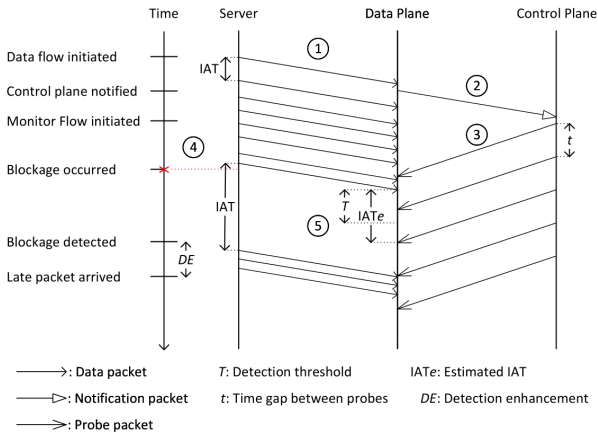 Time Server Data Plane Control Plane
Data flow initiated
1
IAT
Control plane notified
2
Monitor Flow initiated
3
t
4
Blockage occurred
IAT
T
IATe
5
Blockage detected
DE
Late packet arrived
: Data packet T: Detection threshold IATe: Estimated IAT
: Notification packet t: Time gap between probes DE: Detection enhancement
: Probe packet